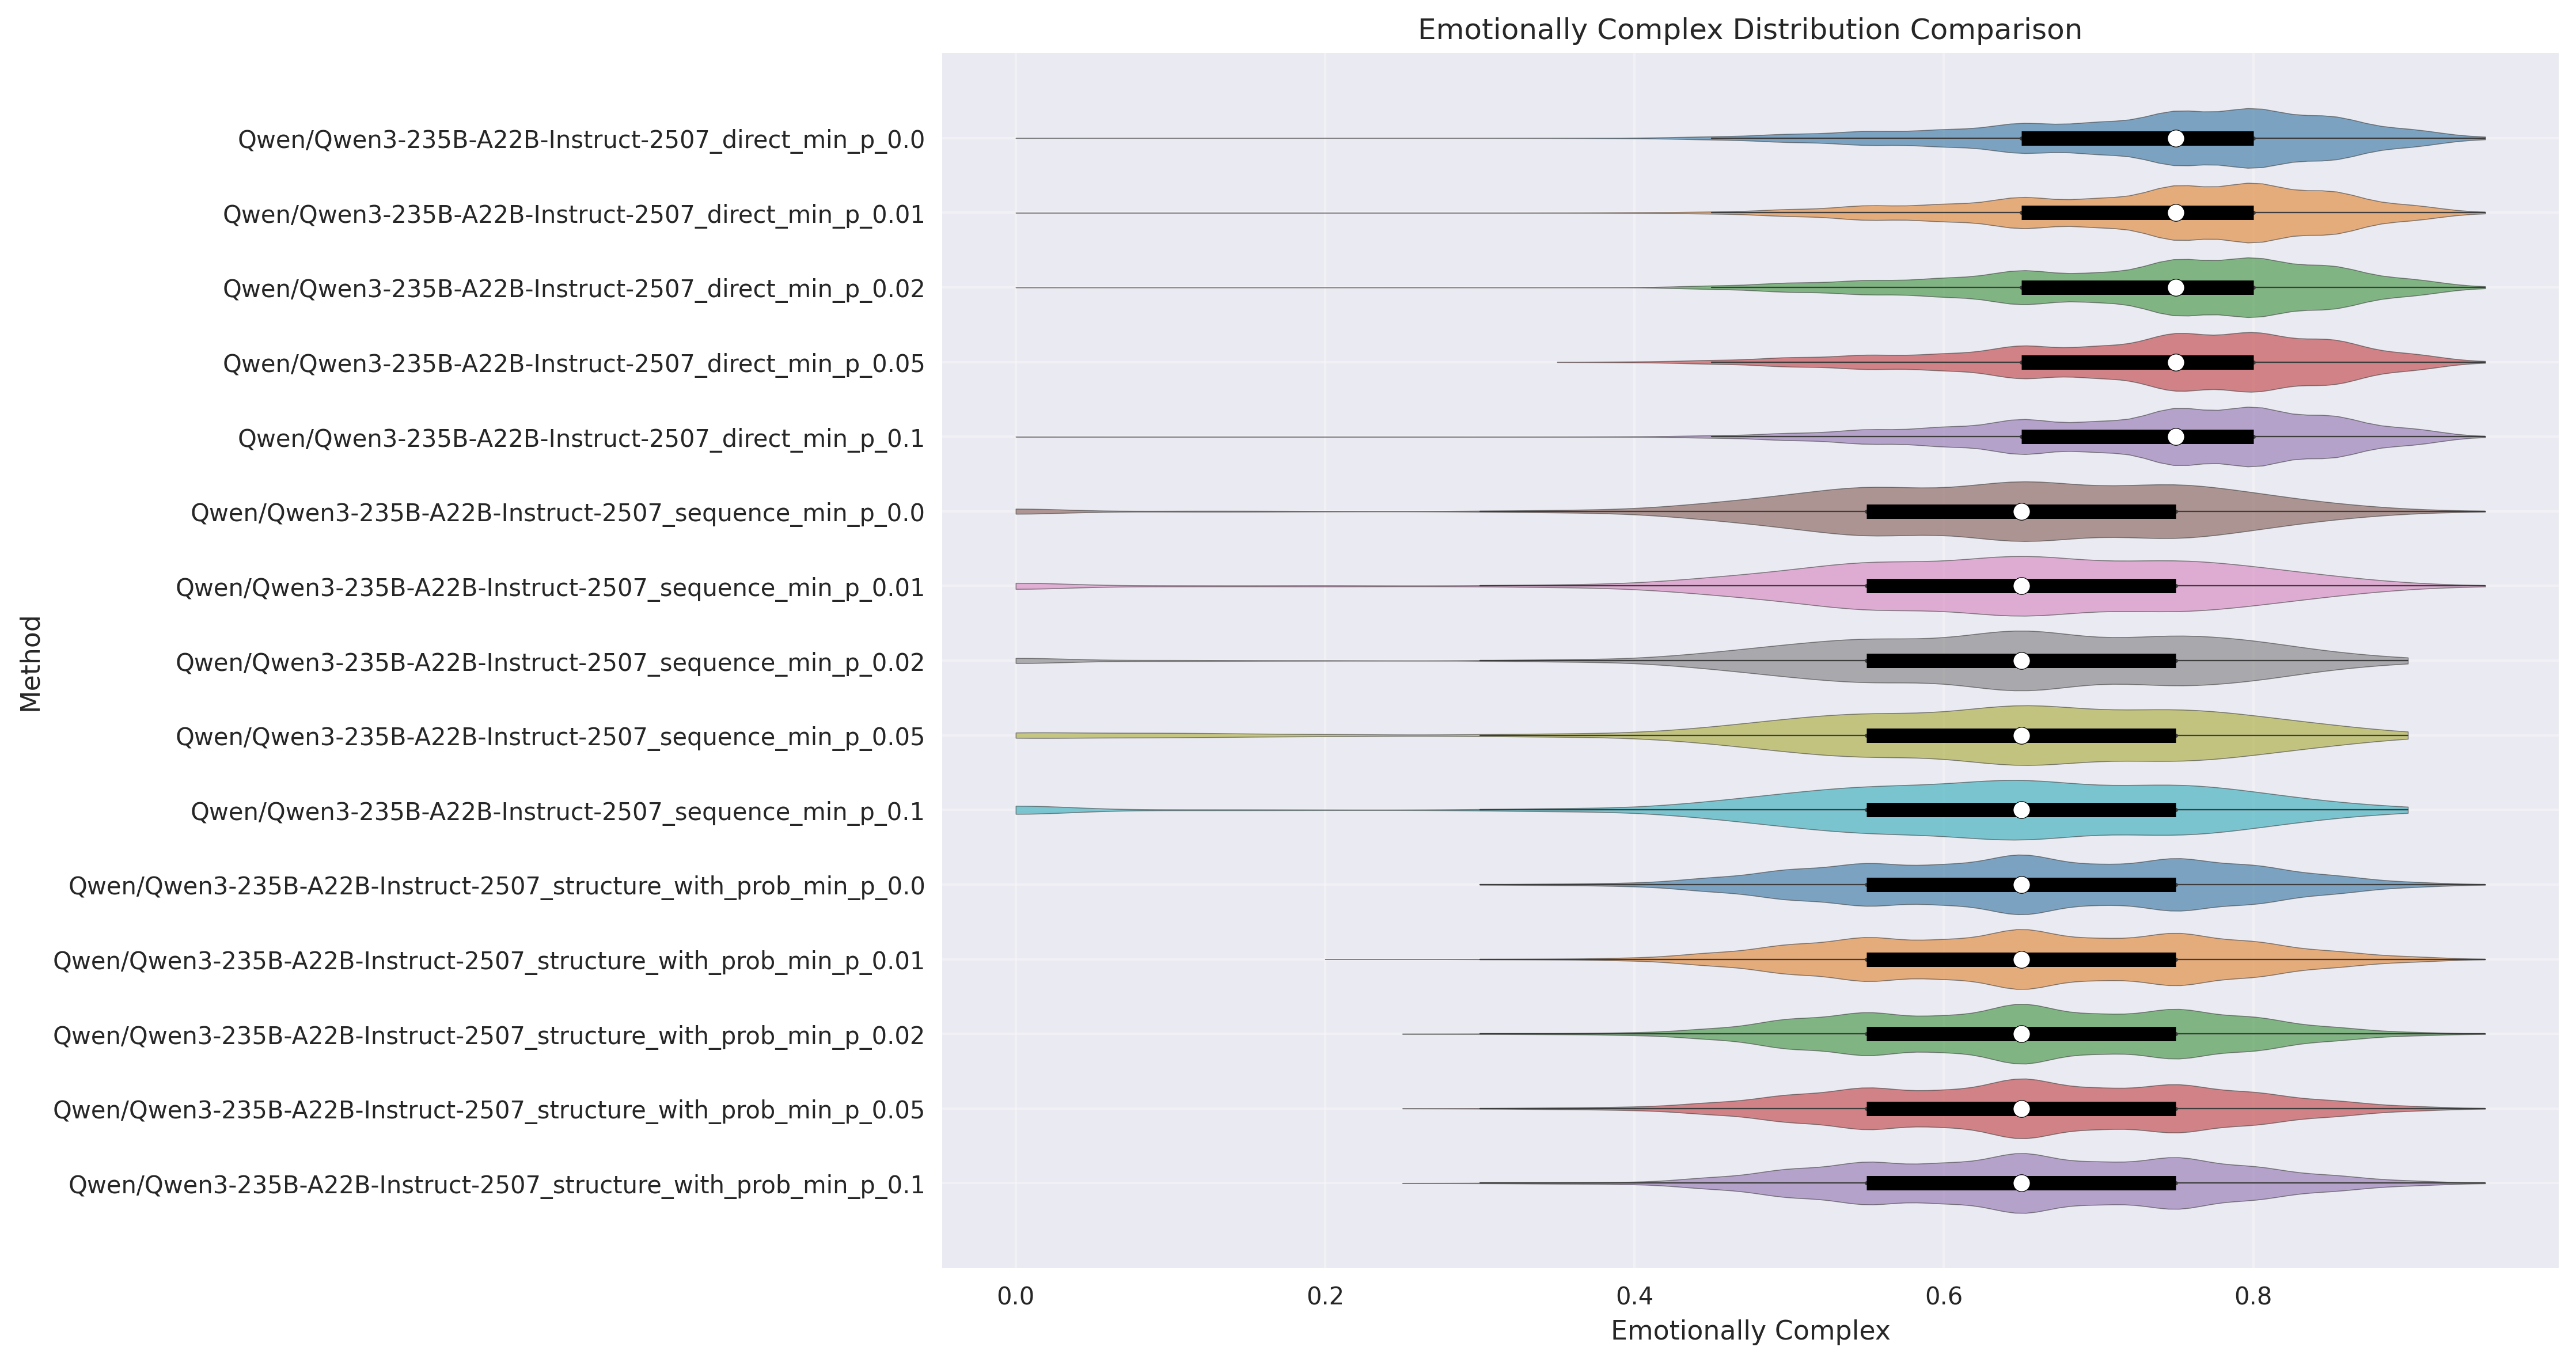 Emotionally Complex Distribution Comparison
Qwen/Qwen3-235B-A22B-Instruct-2507_direct_min_p_0.0
Qwen/Qwen3-235B-A22B-Instruct-2507_direct_min_p_0.01
Qwen/Qwen3-235B-A22B-Instruct-2507_direct_min_p_0.02
Qwen/Qwen3-235B-A22B-Instruct-2507_direct_min_p_0.05
Qwen/Qwen3-235B-A22B-Instruct-2507_direct_min_p_0.1
Qwen/Qwen3-235B-A22B-Instruct-2507_sequence_min_p_0.0
Qwen/Qwen3-235B-A22B-Instruct-2507_sequence_min_p_0.01
Qwen/Qwen3-235B-A22B-Instruct-2507_sequence_min_p_0.02
Qwen/Qwen3-235B-A22B-Instruct-2507_sequence_min_p_0.05
Qwen/Qwen3-235B-A22B-Instruct-2507_sequence_min_p_0.1
Qwen/Qwen3-235B-A22B-Instruct-2507_structure_with_prob_min_p_0.0
Qwen/Qwen3-235B-A22B-Instruct-2507_structure_with_prob_min_p_0.01
Qwen/Qwen3-235B-A22B-Instruct-2507_structure_with_prob_min_p_0.02
Qwen/Qwen3-235B-A22B-Instruct-2507_structure_with_prob_min_p_0.05
Qwen/Qwen3-235B-A22B-Instruct-2507_structure_with_prob_min_p_0.1
Method
0.0 0.2 0.4 0.6 0.8
Emotionally Complex